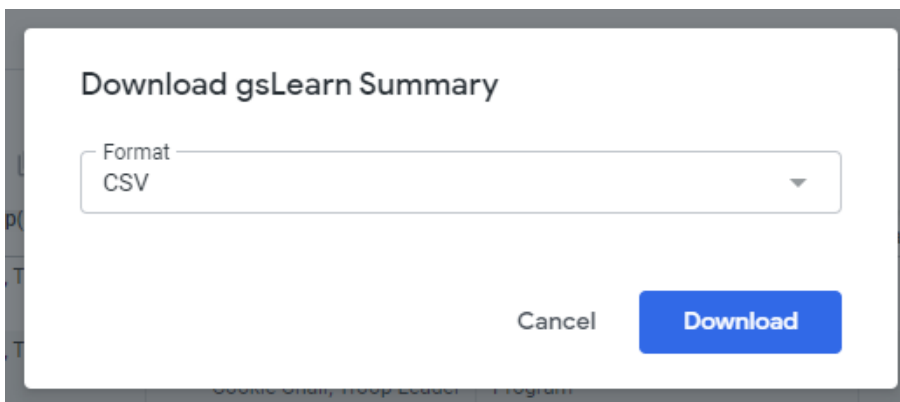 Download gsLearn Summary
Format
CSV
p(
, T
Cancel
Download
, T
Cookie Chair, Troop Leader
Program